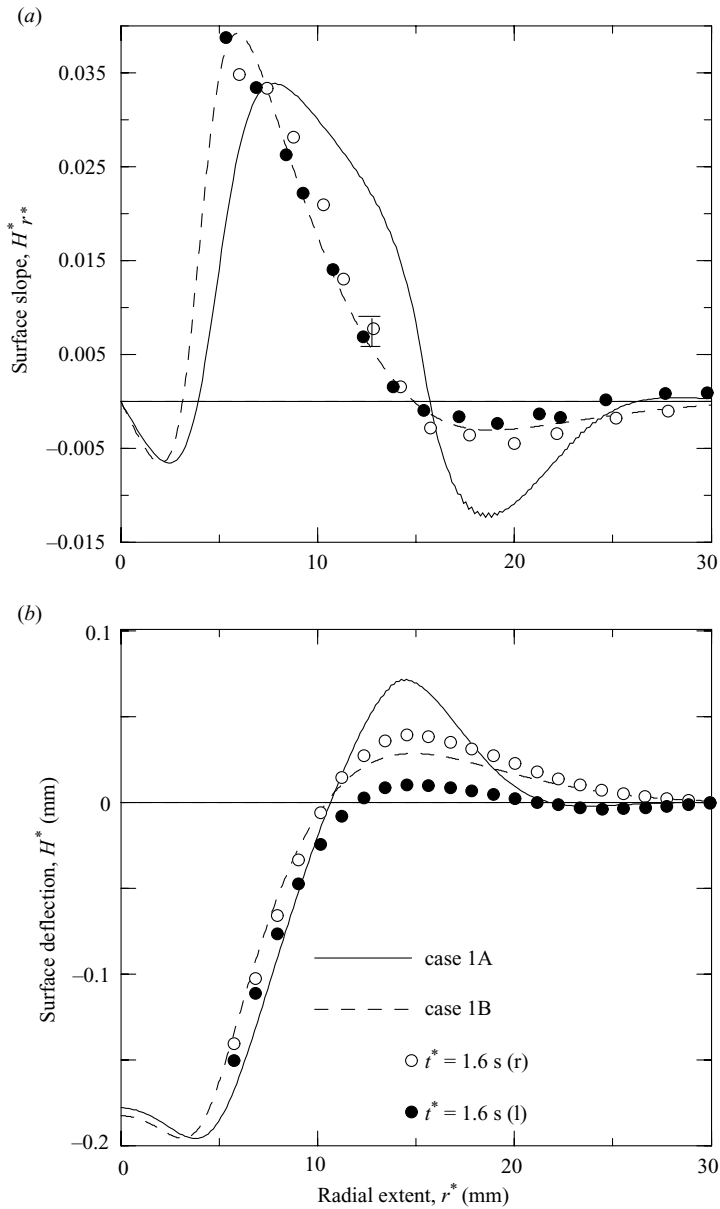 (a)
0.035
0.025
0.015
0.005
−0.005
−0.015
Surface slope, H*r*
0
10
20
30
(b)
0.1
0
−0.1
−0.2
Surface deflection, H* (mm)
case 1A
case 1B
t* = 1.6 s (r)
t* = 1.6 s (l)
0
10
20
30
Radial extent, r* (mm)